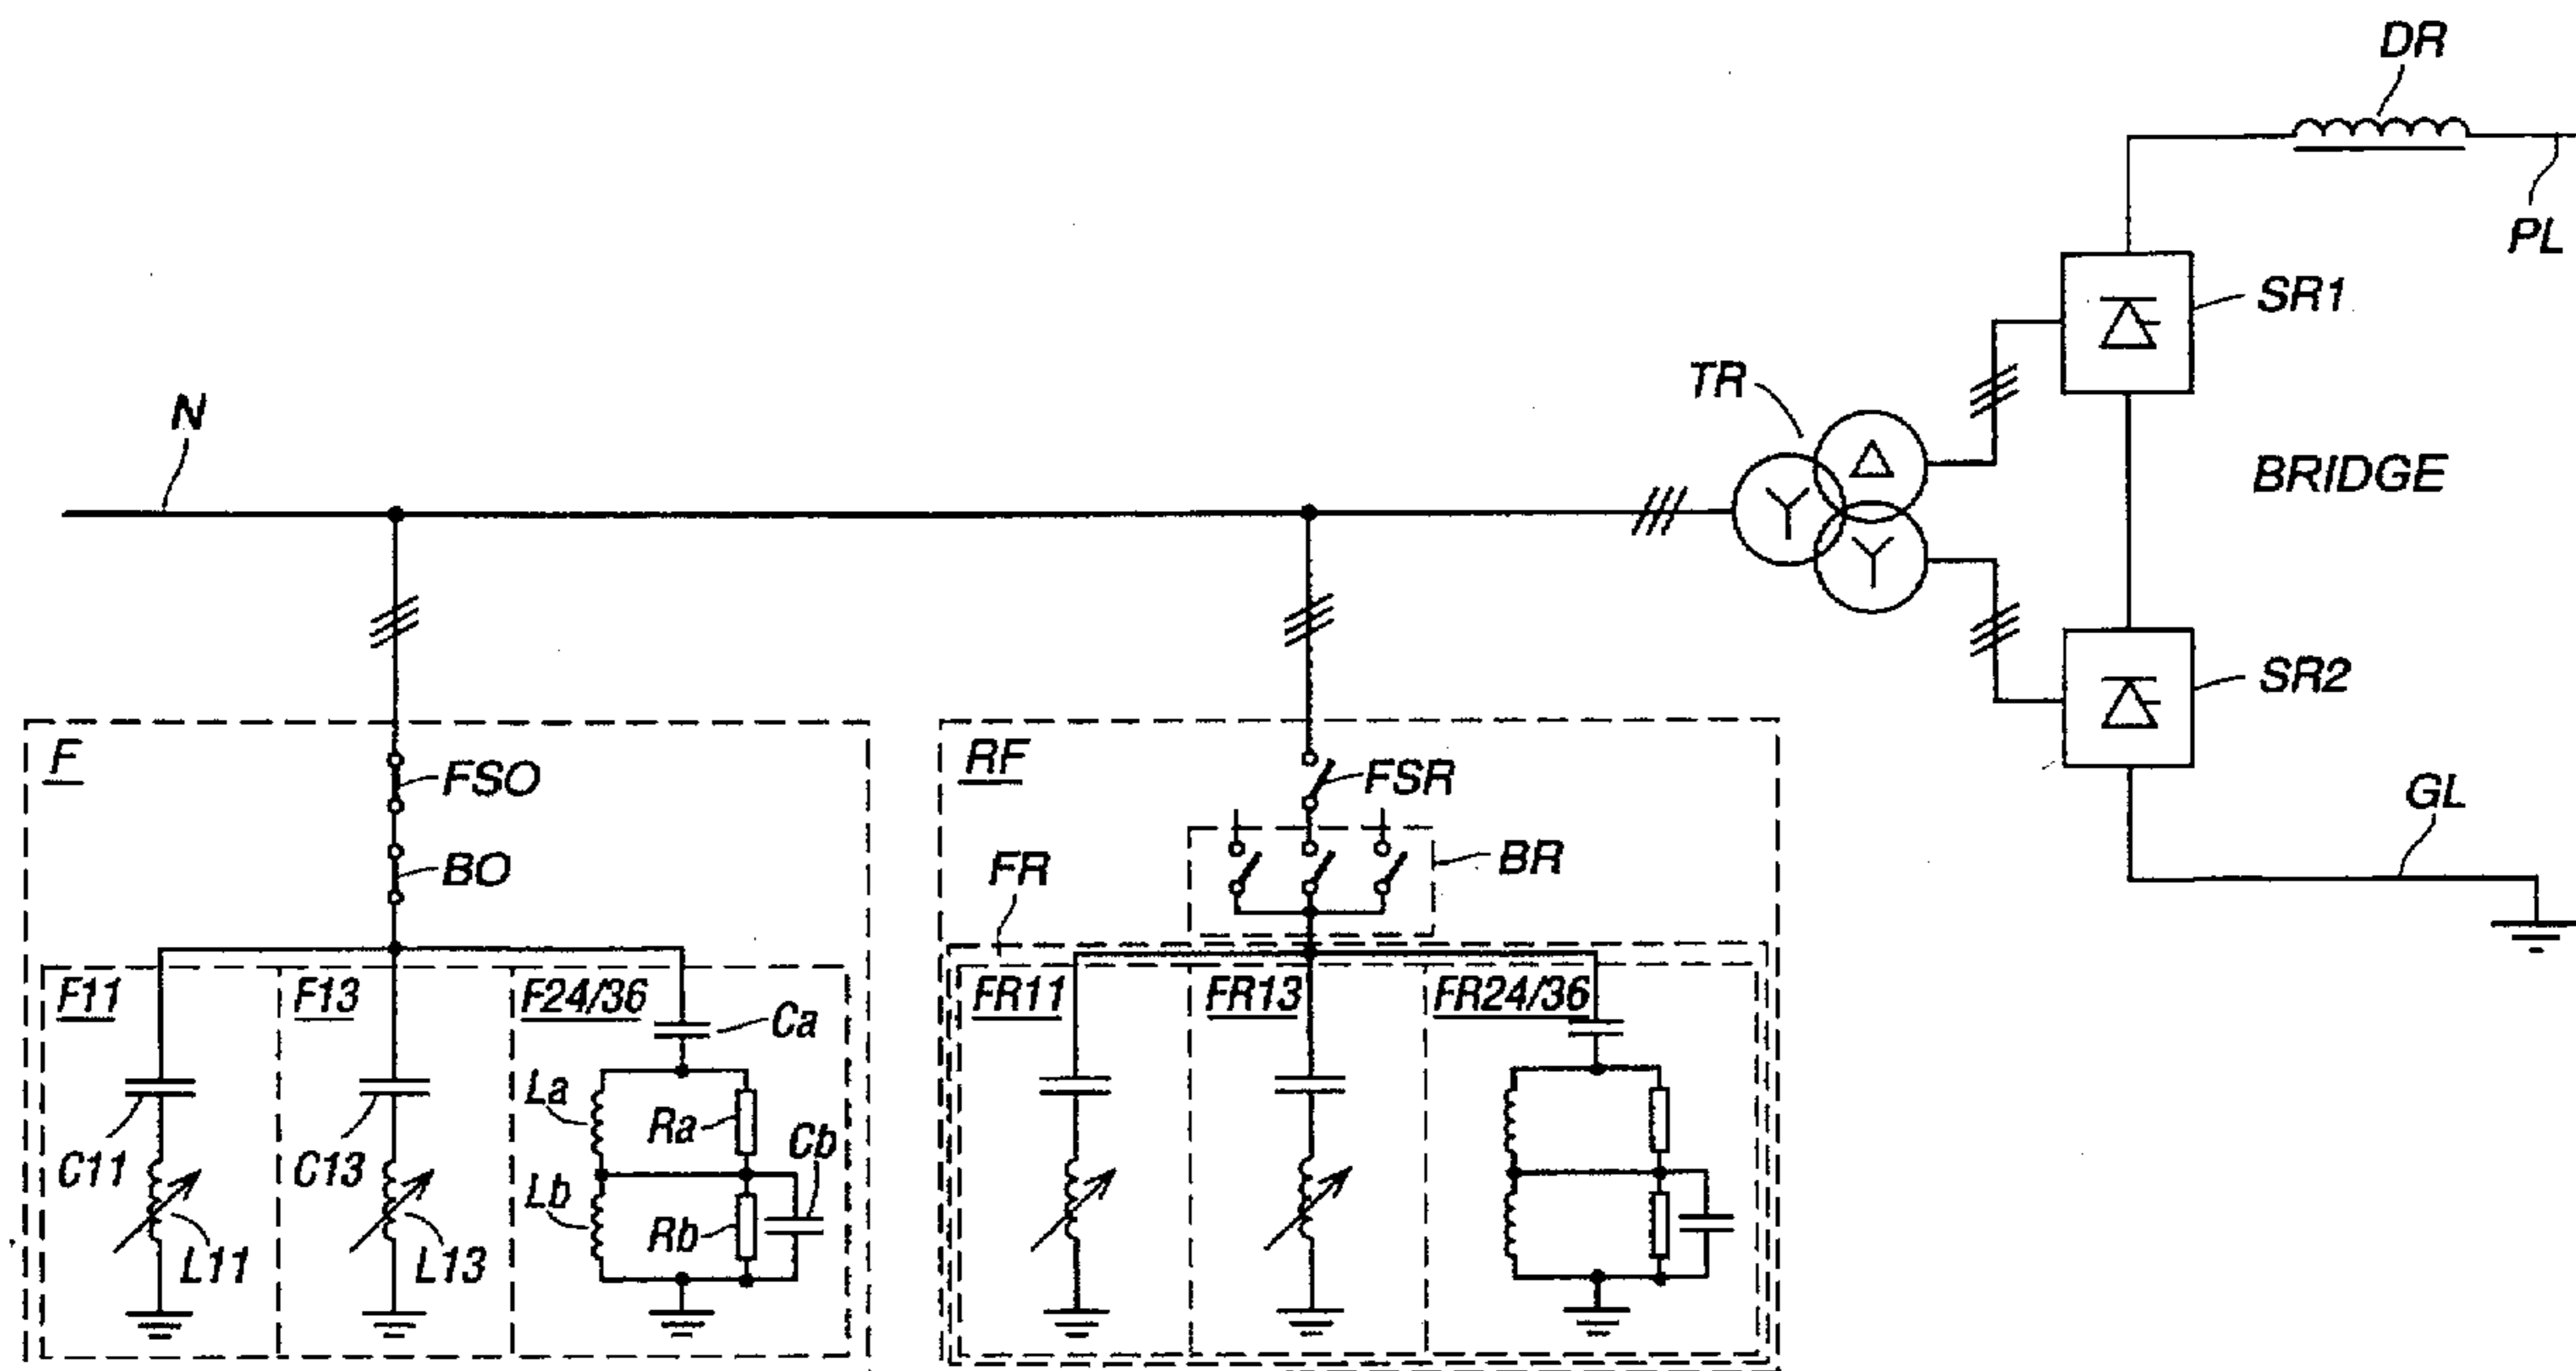 DR
PL
SR1
TR
N
BRIDGE
SR2
F
FSO
RF
FSR
GL
BO
FR
BR
F11
F13
F24/36
FR11
FR13
FR24/36
Ca
La
Ra
Cb
C11
C13
Lb
Rb
L11
L13